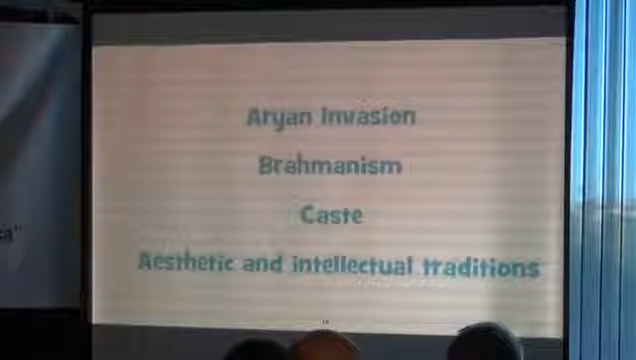 Aryan Invasion
Brahmanism
Caste
Aesthetic and intellectual traditions